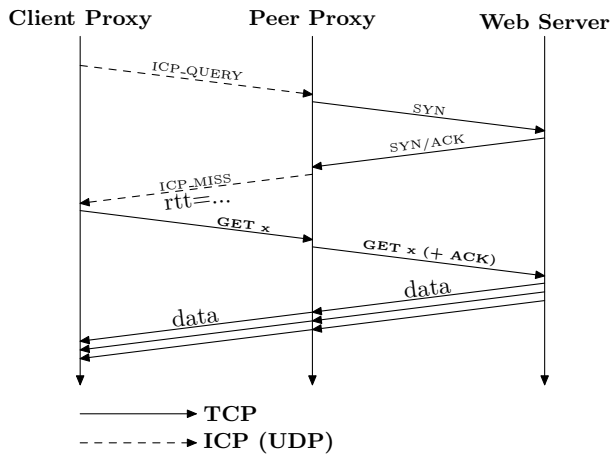 Client Proxy Peer Proxy Web Server
ICP_QUERY
SYN
SYN/ACK
ICP_MISS
rtt=...
GET x
GET x (+ ACK)
data
data
TCP
ICP (UDP)